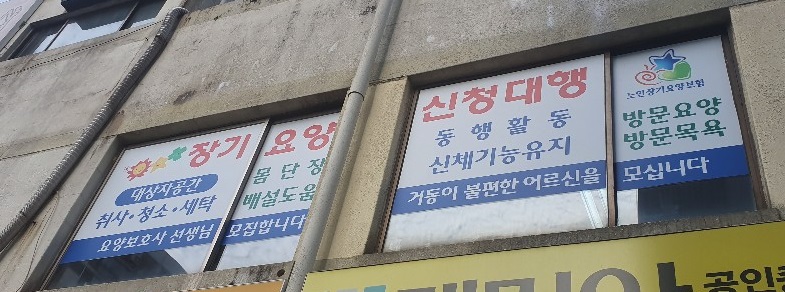 장기 요양
대상자공간
몸단장
취사·청소·세탁
배설도움
요양보호사 선생님 모집합니다
신청대행
동행활동
신체기능유지
노인장기요양보험
방문요양
방문목욕
거동이 불편한 어르신을 모십니다
공인중